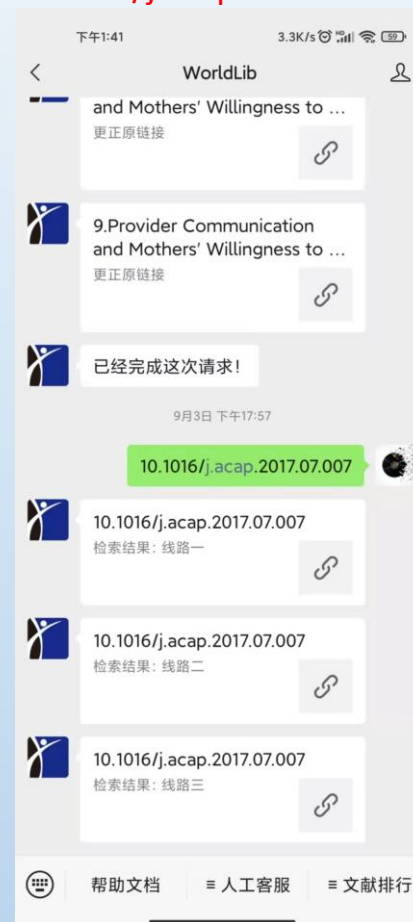 下午1:41
3.3K/s
59
WorldLib
and Mothers' Willingness to ...
更正原链接
9.Provider Communication
and Mothers' Willingness to ...
更正原链接
已经完成这次请求!
9月3日 下午17:57
10.1016/j.acap.2017.07.007
10.1016/j.acap.2017.07.007
检索结果: 线路一
10.1016/j.acap.2017.07.007
检索结果: 线路二
10.1016/j.acap.2017.07.007
检索结果: 线路三
帮助文档
≡ 人工客服
≡ 文献排行